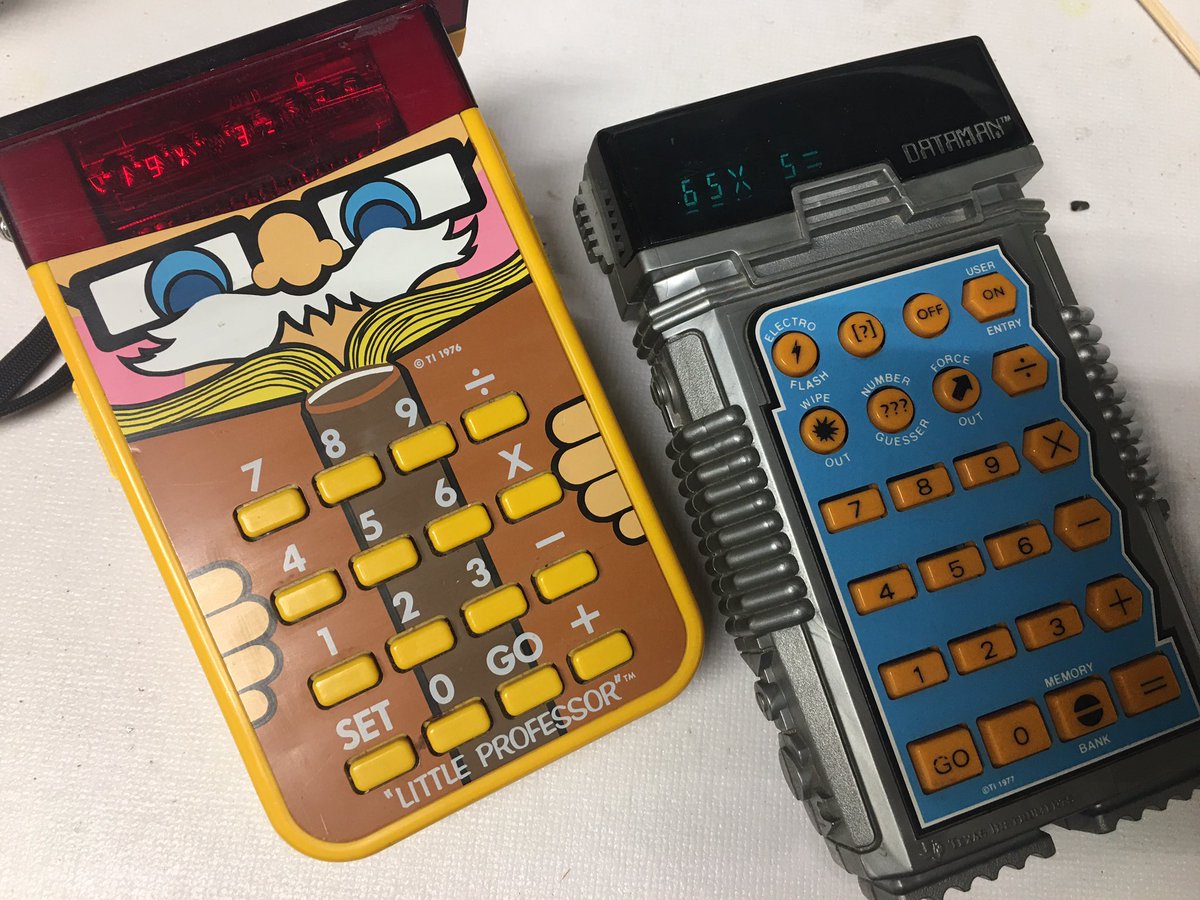 © TI 1976
7 8 9 ÷
4 5 6 X
1 2 3 −
SET 0 GO +
"LITTLE PROFESSOR"™
DATAMAN™
65X 5=
ELECTRO FLASH
[?]
OFF
USER
ON
ENTRY
WIPE OUT
NUMBER
???
GUESSER
FORCE OUT
÷
7 8 9 X
4 5 6 −
1 2 3 +
MEMORY
GO 0 =
BANK
©TI 1977
TEXAS INSTRUMENTS